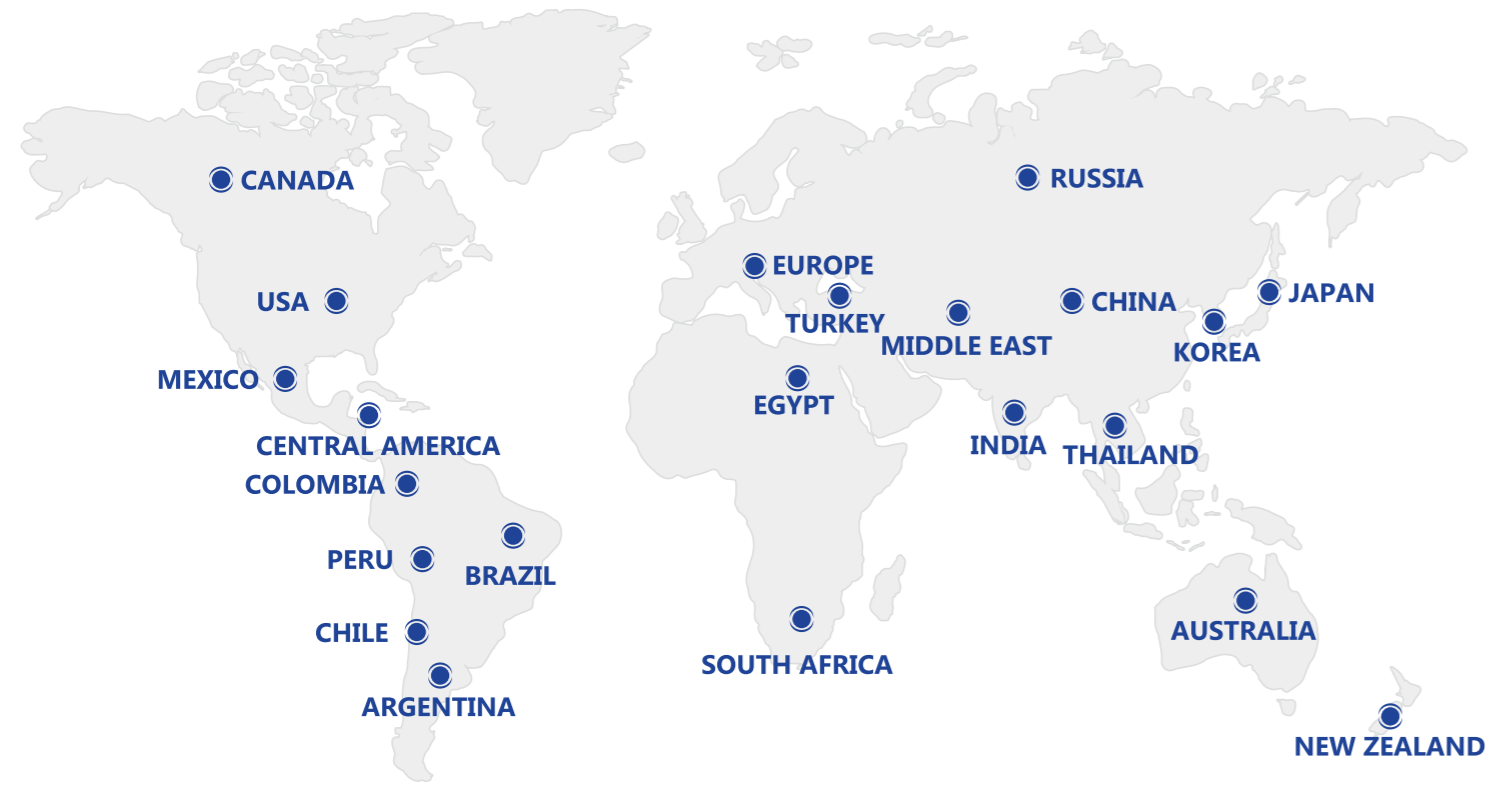 CANADA
RUSSIA
EUROPE
JAPAN
USA
CHINA
TURKEY
MIDDLE EAST
KOREA
MEXICO
EGYPT
CENTRAL AMERICA
INDIA
THAILAND
COLOMBIA
PERU
BRAZIL
CHILE
AUSTRALIA
SOUTH AFRICA
ARGENTINA
NEW ZEALAND